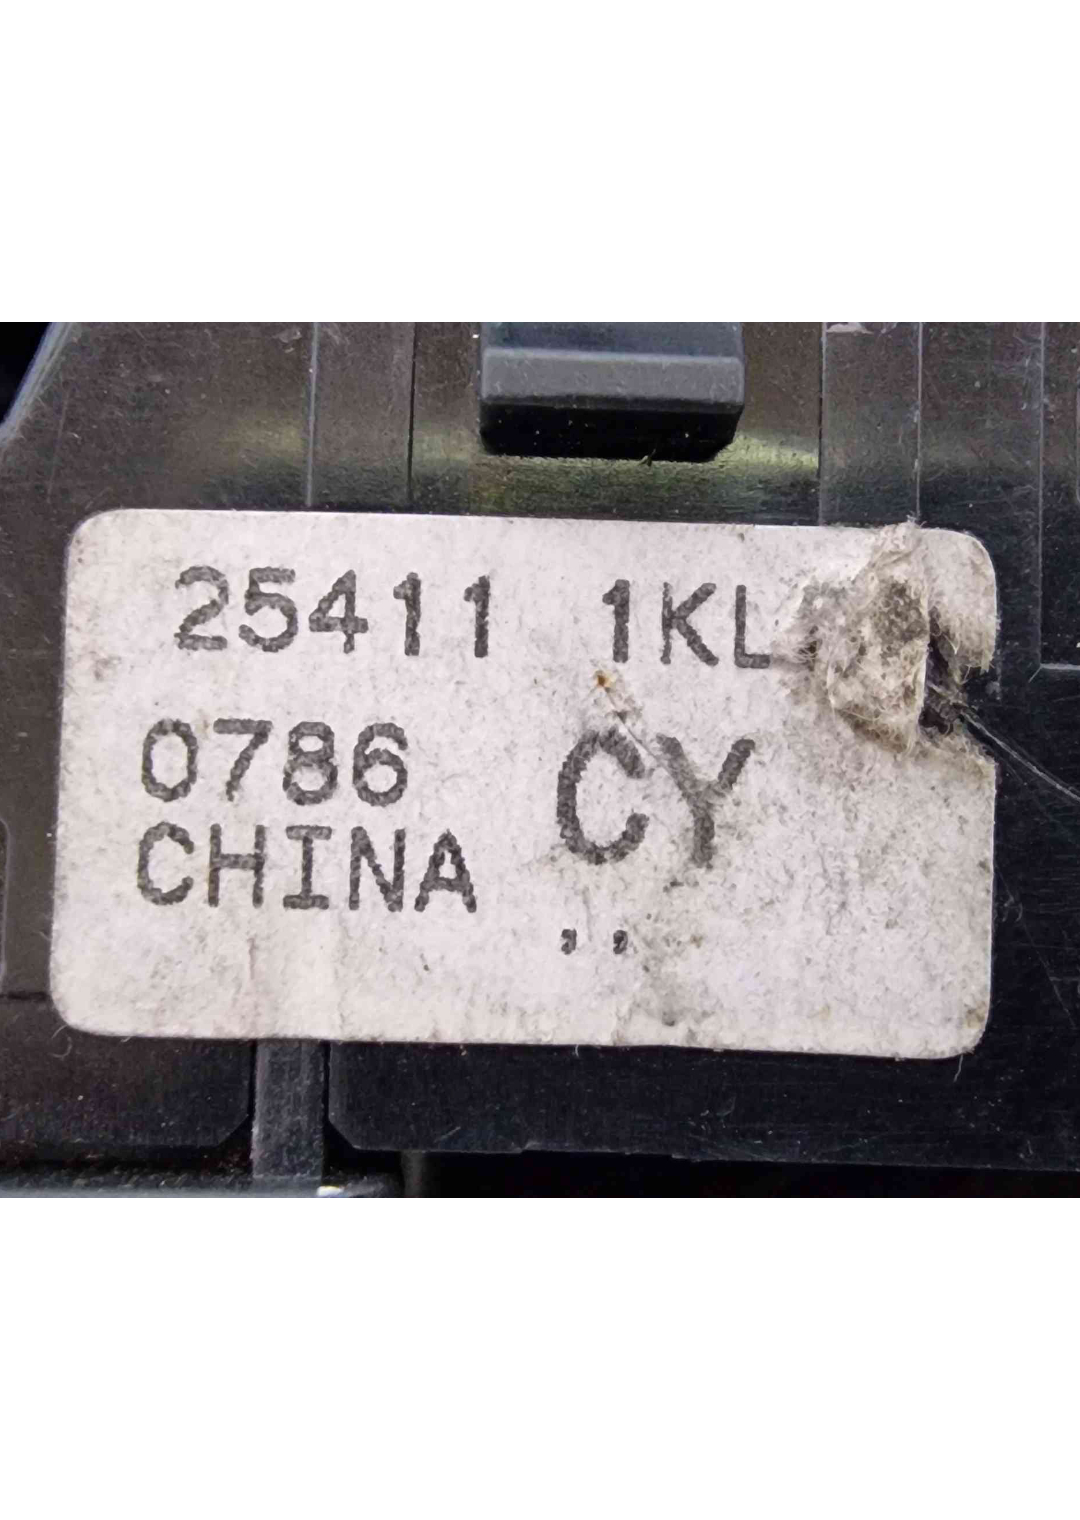 25411 1KL
0786 CY
CHINA
,,